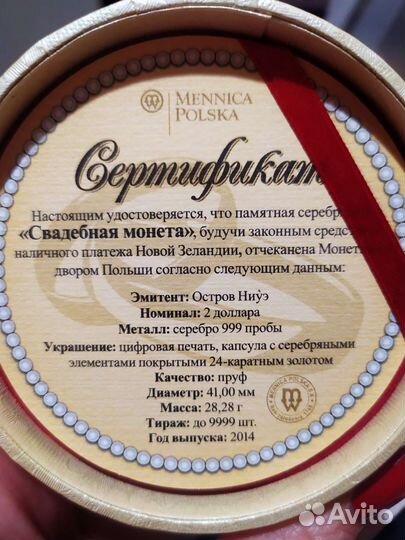 MENNICA
POLSKA
Сертификат
Настоящим удостоверяется, что памятная серебр
«Свадебная монета», будучи законным средс
наличного платежа Новой Зеландии, отчеканена Монет
двором Польши согласно следующим данным:
Эмитент: Остров Ниуэ
Номинал: 2 доллара
Металл: серебро 999 пробы
Украшение: цифровая печать, капсула с серебряными
элементами покрытыми 24-каратным золотом
Качество: пруф
Диаметр: 41,00 мм
Масса: 28,28 г
Тираж: до 9999 шт.
Год выпуска: 2014
MENNICA POLSKA S.A.
Avito